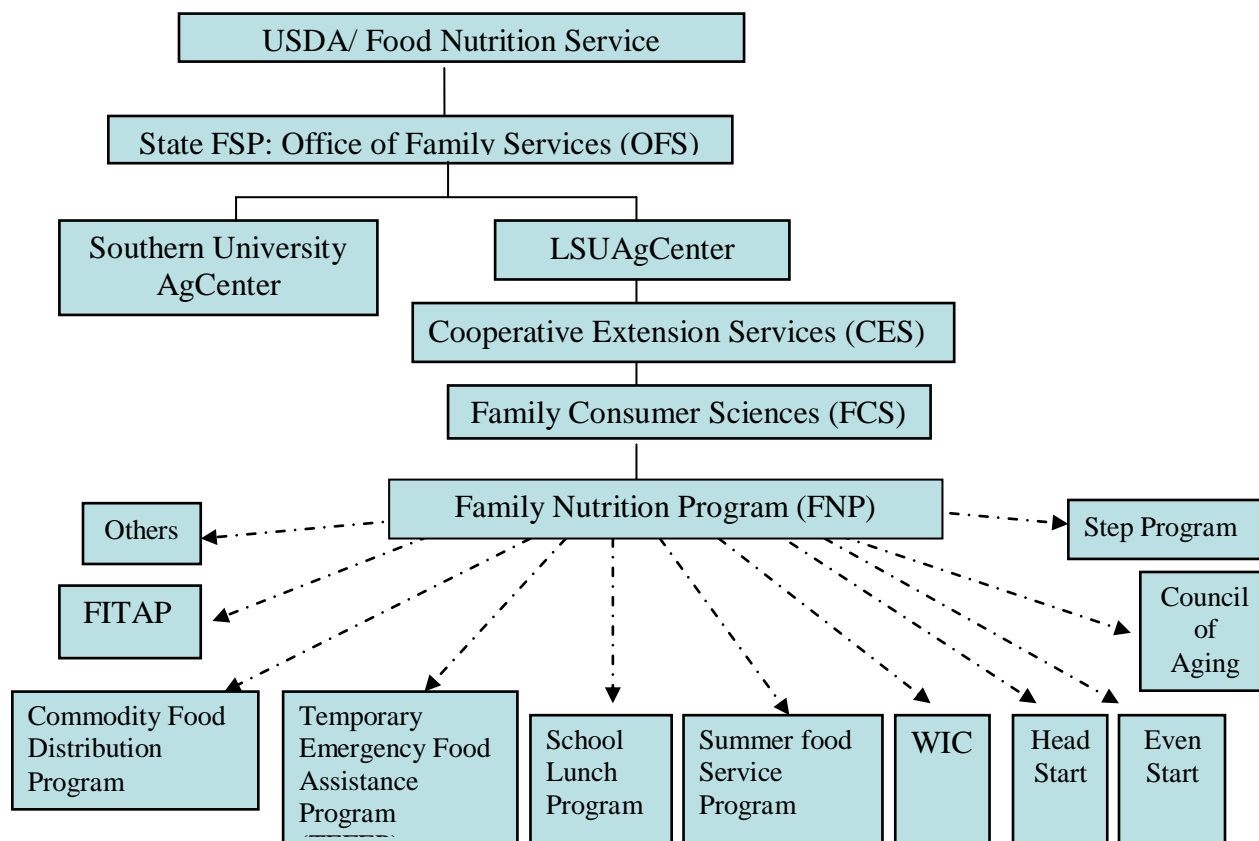 USDA/ Food Nutrition Service
State FSP: Office of Family Services (OFS)
Southern University
AgCenter
LSUAgCenter
Cooperative Extension Services (CES)
Family Consumer Sciences (FCS)
Family Nutrition Program (FNP)
Others
Step Program
FITAP
Council
of
Aging
Commodity Food
Distribution
Program
Temporary
Emergency Food
Assistance
Program
School
Lunch
Program
Summer food
Service
Program
WIC
Head
Start
Even
Start